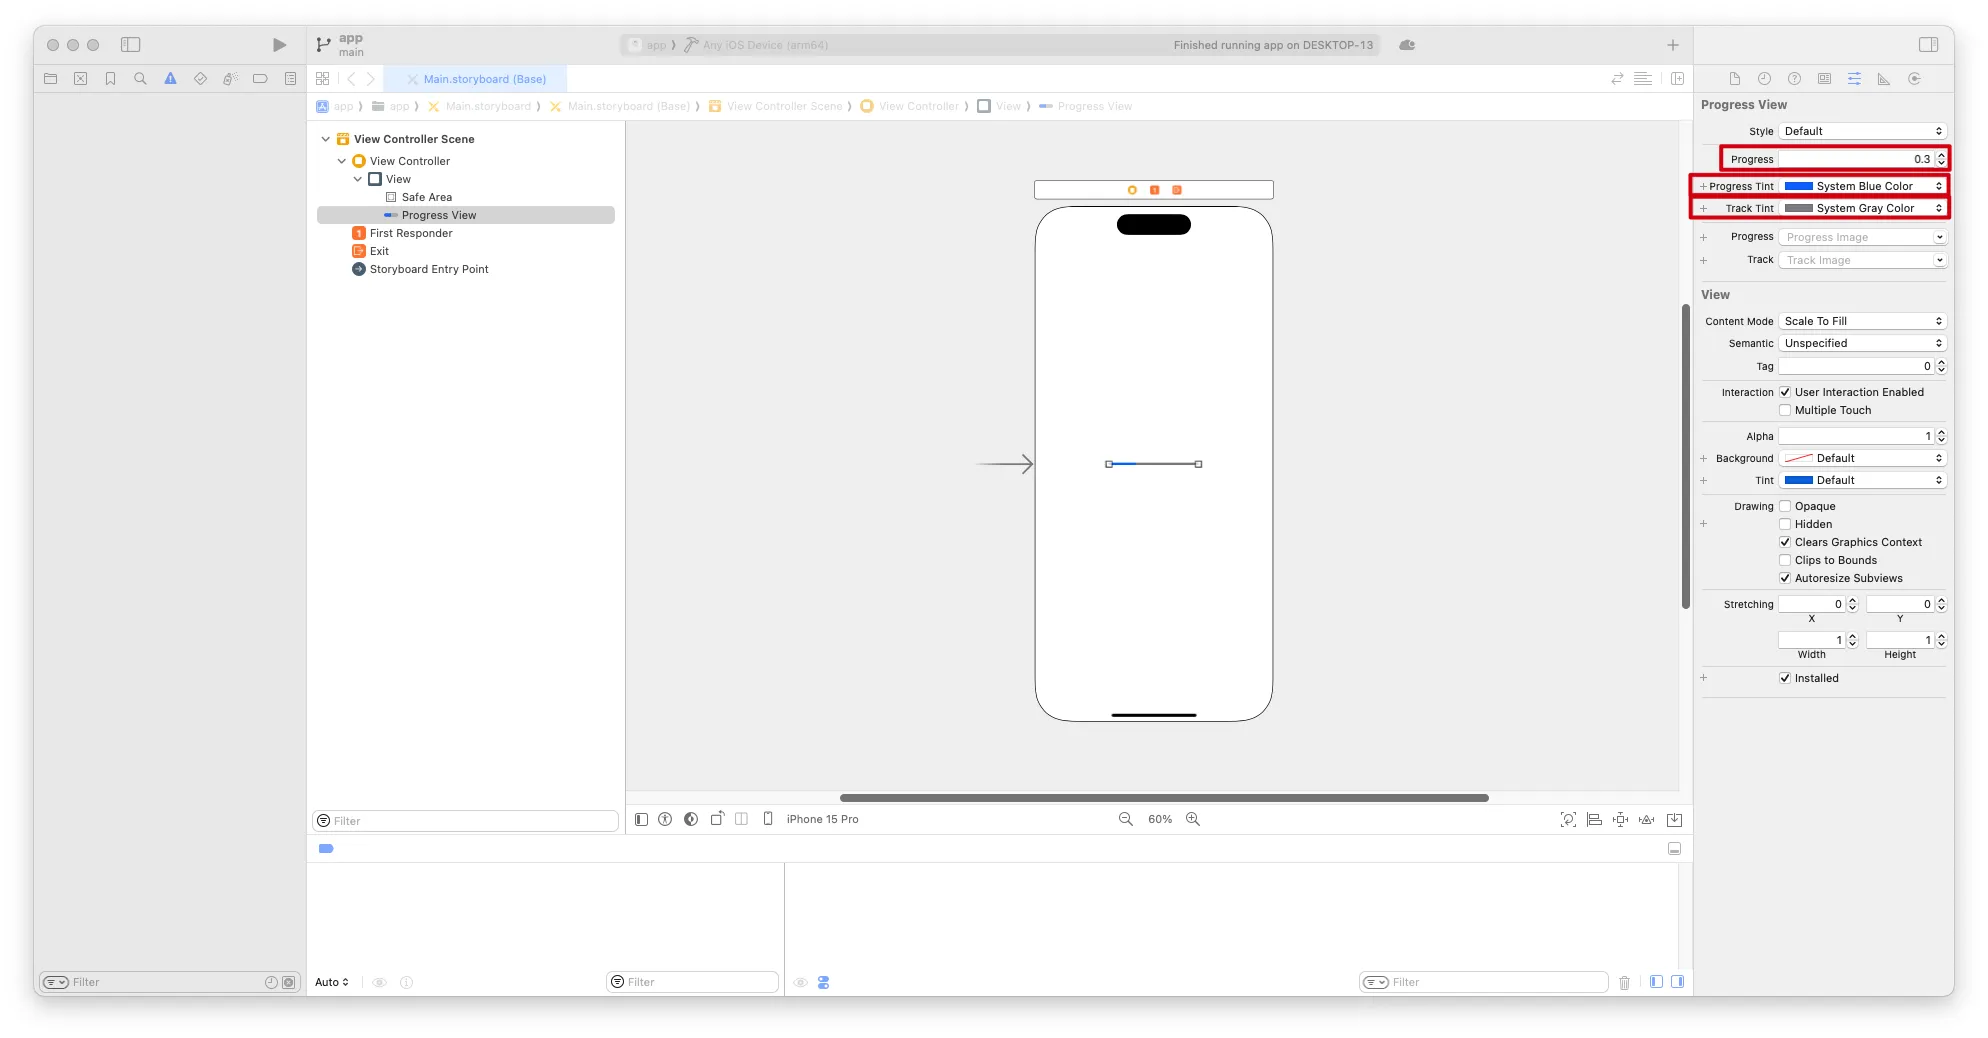 app
main
app ⟩ Any iOS Device (arm64)
Finished running app on DESKTOP-13
Main.storyboard (Base)
app ⟩ app ⟩ Main.storyboard ⟩ Main.storyboard (Base) ⟩ View Controller Scene ⟩ View Controller ⟩ View ⟩ Progress View
View Controller Scene
View Controller
View
Safe Area
Progress View
1 First Responder
Exit
Storyboard Entry Point
Filter
iPhone 15 Pro
60%
Filter
Auto
Filter
Filter
Progress View
Style Default
Progress 0.3
+ Progress Tint System Blue Color
+ Track Tint System Gray Color
+ Progress Progress Image
+ Track Track Image
View
Content Mode Scale To Fill
Semantic Unspecified
Tag 0
Interaction User Interaction Enabled
Multiple Touch
Alpha 1
+ Background Default
+ Tint Default
Drawing Opaque
+ Hidden
Clears Graphics Context
Clips to Bounds
Autoresize Subviews
Stretching 0 0
X Y
1 1
Width Height
+ Installed